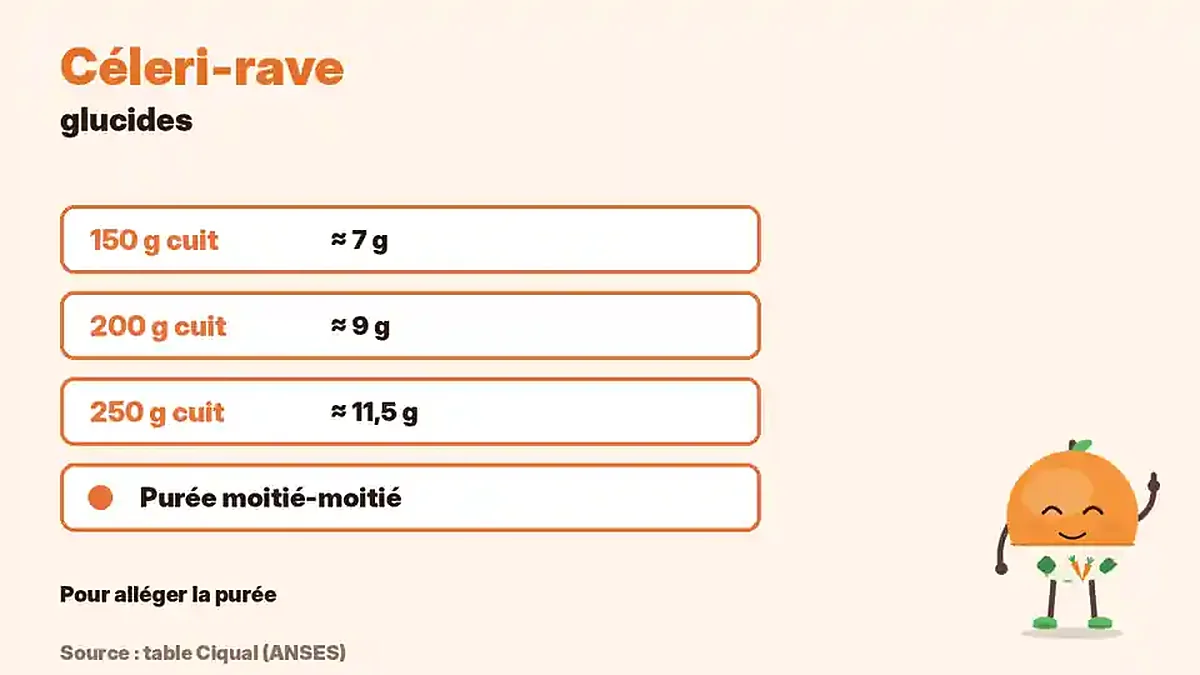 Céleri-rave
glucides
150 g cuit ≈ 7 g
200 g cuit ≈ 9 g
250 g cuit ≈ 11,5 g
Purée moitié-moitié
Pour alléger la purée
Source : table Ciqual (ANSES)